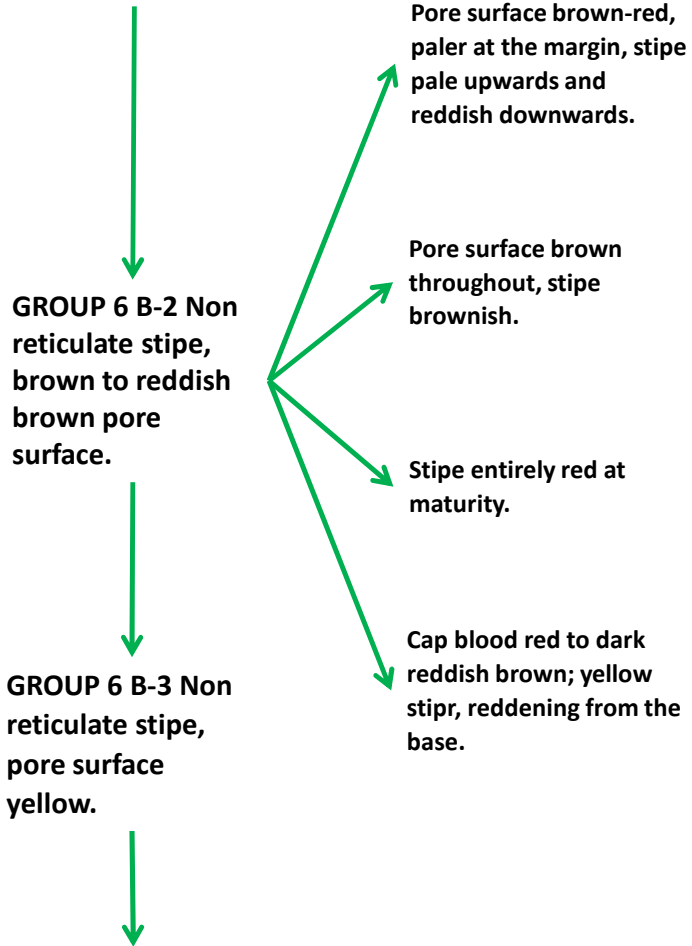 Pore surface brown-red,
paler at the margin, stipe
pale upwards and
reddish downwards.
Pore surface brown
throughout, stipe
brownish.
GROUP 6 B-2 Non
reticulate stipe,
brown to reddish
brown pore
surface.
Stipe entirely red at
maturity.
Cap blood red to dark
reddish brown; yellow
stipr, reddening from the
base.
GROUP 6 B-3 Non
reticulate stipe,
pore surface
yellow.